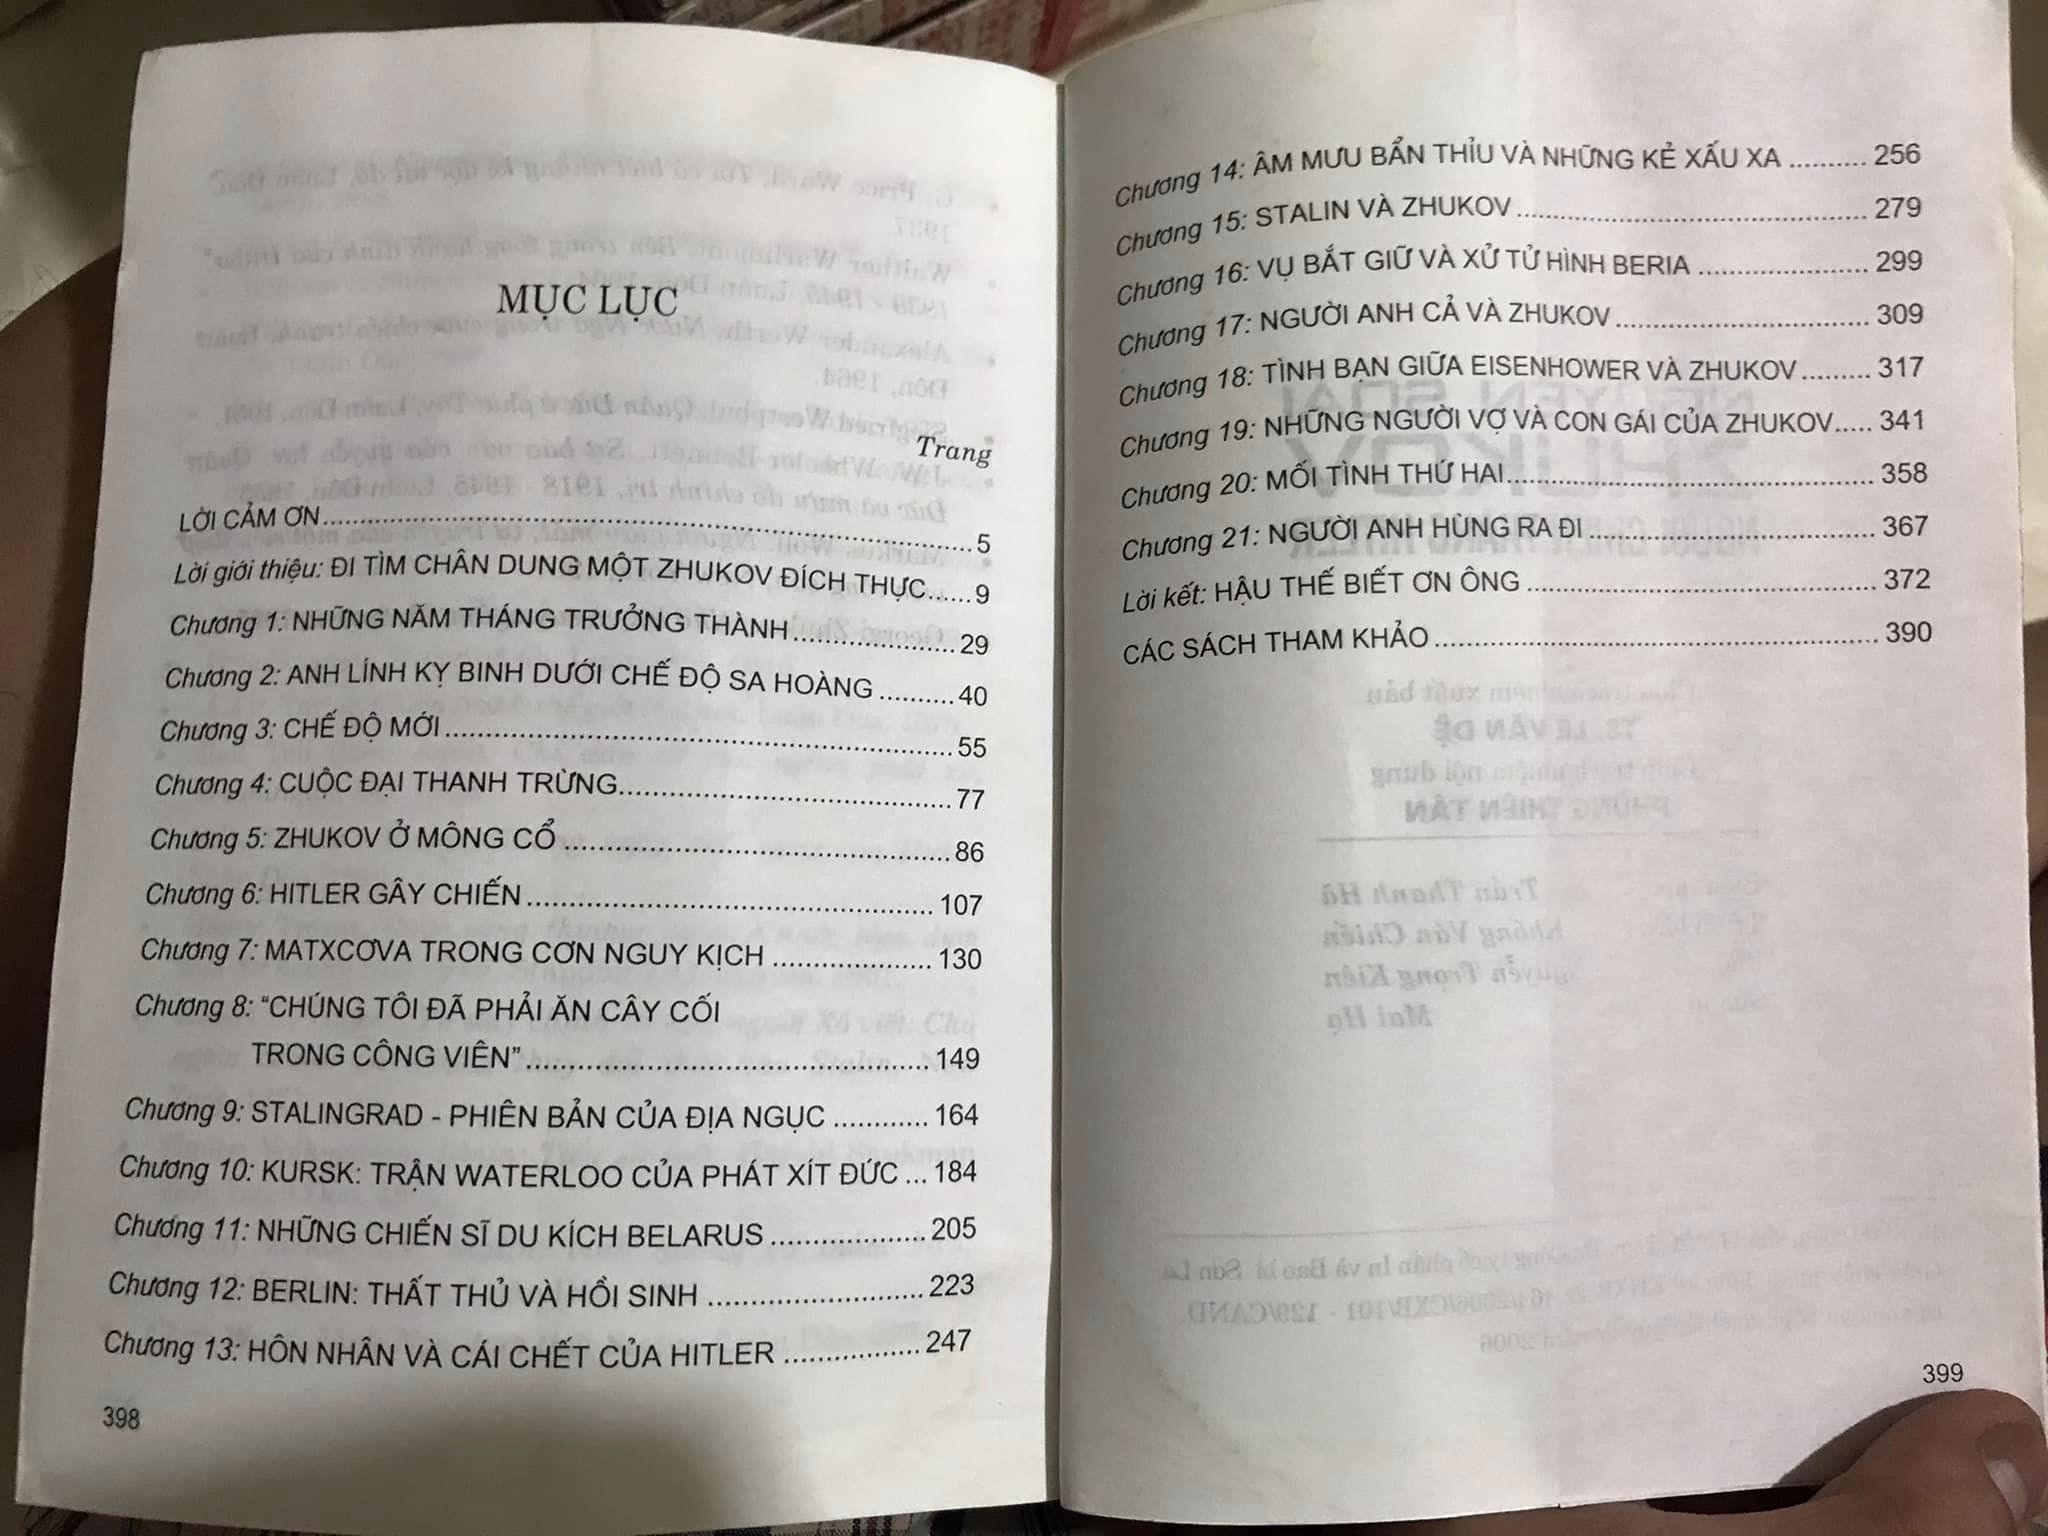 MỤC LỤC
Trang
LỜI CẢM ƠN.......... 5
Lời giới thiệu: ĐI TÌM CHÂN DUNG MỘT ZHUKOV ĐÍCH THỰC...... 9
Chương 1: NHỮNG NĂM THÁNG TRƯỞNG THÀNH.......... 29
Chương 2: ANH LÍNH KỴ BINH DƯỚI CHẾ ĐỘ SA HOÀNG .......... 40
Chương 3: CHẾ ĐỘ MỚI .......... 55
Chương 4: CUỘC ĐẠI THANH TRỪNG.......... 77
Chương 5: ZHUKOV Ở MÔNG CỔ .......... 86
Chương 6: HITLER GÂY CHIẾN .......... 107
Chương 7: MATXCƠVA TRONG CƠN NGUY KỊCH .......... 130
Chương 8: “CHÚNG TÔI ĐÃ PHẢI ĂN CÂY CỐI
TRONG CÔNG VIÊN” .......... 149
Chương 9: STALINGRAD - PHIÊN BẢN CỦA ĐỊA NGỤC .......... 164
Chương 10: KURSK: TRẬN WATERLOO CỦA PHÁT XÍT ĐỨC ... 184
Chương 11: NHỮNG CHIẾN SĨ DU KÍCH BELARUS .......... 205
Chương 12: BERLIN: THẤT THỦ VÀ HỒI SINH .......... 223
Chương 13: HÔN NHÂN VÀ CÁI CHẾT CỦA HITLER .......... 247
398
Chương 14: ÂM MƯU BẨN THỈU VÀ NHỮNG KẺ XẤU XA .......... 256
Chương 15: STALIN VÀ ZHUKOV .......... 279
Chương 16: VỤ BẮT GIỮ VÀ XỬ TỬ HÌNH BERIA .......... 299
Chương 17: NGƯỜI ANH CẢ VÀ ZHUKOV .......... 309
Chương 18: TÌNH BẠN GIỮA EISENHOWER VÀ ZHUKOV ......... 317
Chương 19: NHỮNG NGƯỜI VỢ VÀ CON GÁI CỦA ZHUKOV..... 341
Chương 20: MỐI TÌNH THỨ HAI.......... 358
Chương 21: NGƯỜI ANH HÙNG RA ĐI .......... 367
Lời kết: HẬU THẾ BIẾT ƠN ÔNG .......... 372
CÁC SÁCH THAM KHẢO .......... 390
399